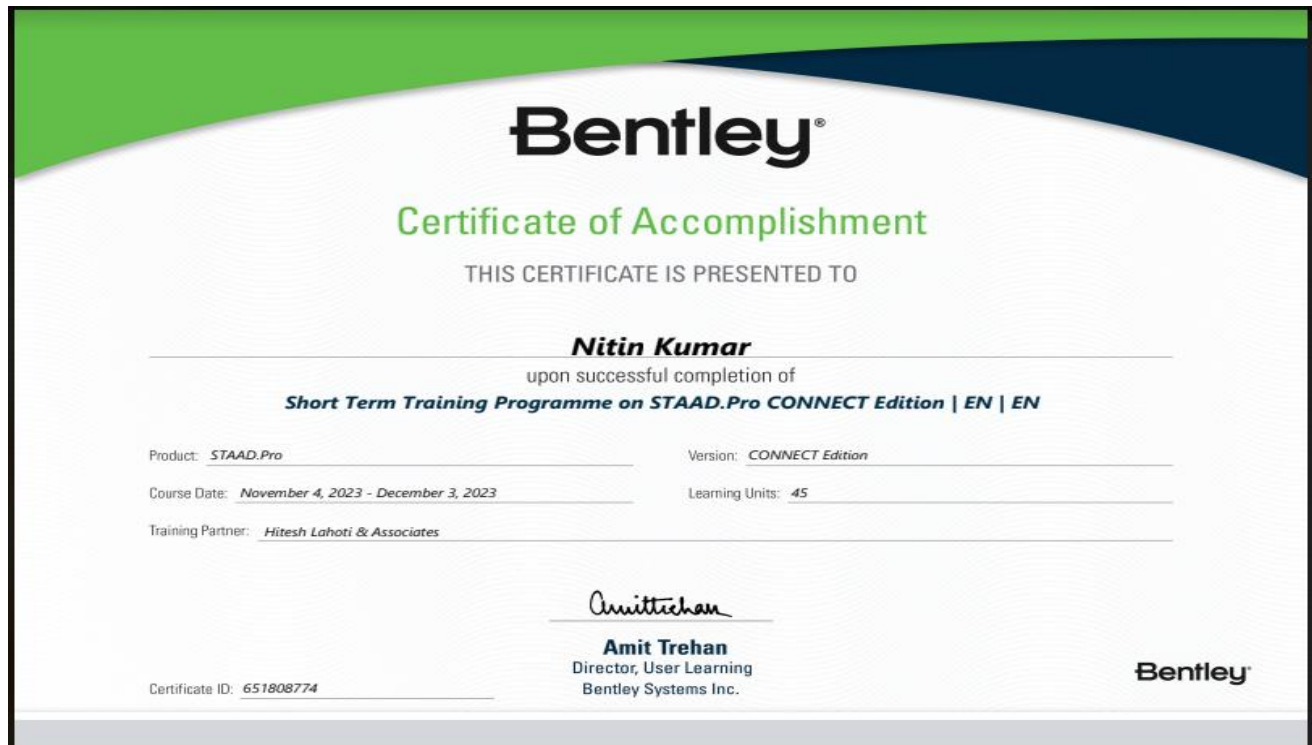 Bentley®
Certificate of Accomplishment
THIS CERTIFICATE IS PRESENTED TO
Nitin Kumar
upon successful completion of
Short Term Training Programme on STAAD.Pro CONNECT Edition | EN | EN
Product: STAAD.Pro Version: CONNECT Edition
Course Date: November 4, 2023 - December 3, 2023 Learning Units: 45
Training Partner: Hitesh Lahoti & Associates
Amittrehan
Amit Trehan
Director, User Learning
Bentley Systems Inc.
Certificate ID: 651808774
Bentley®